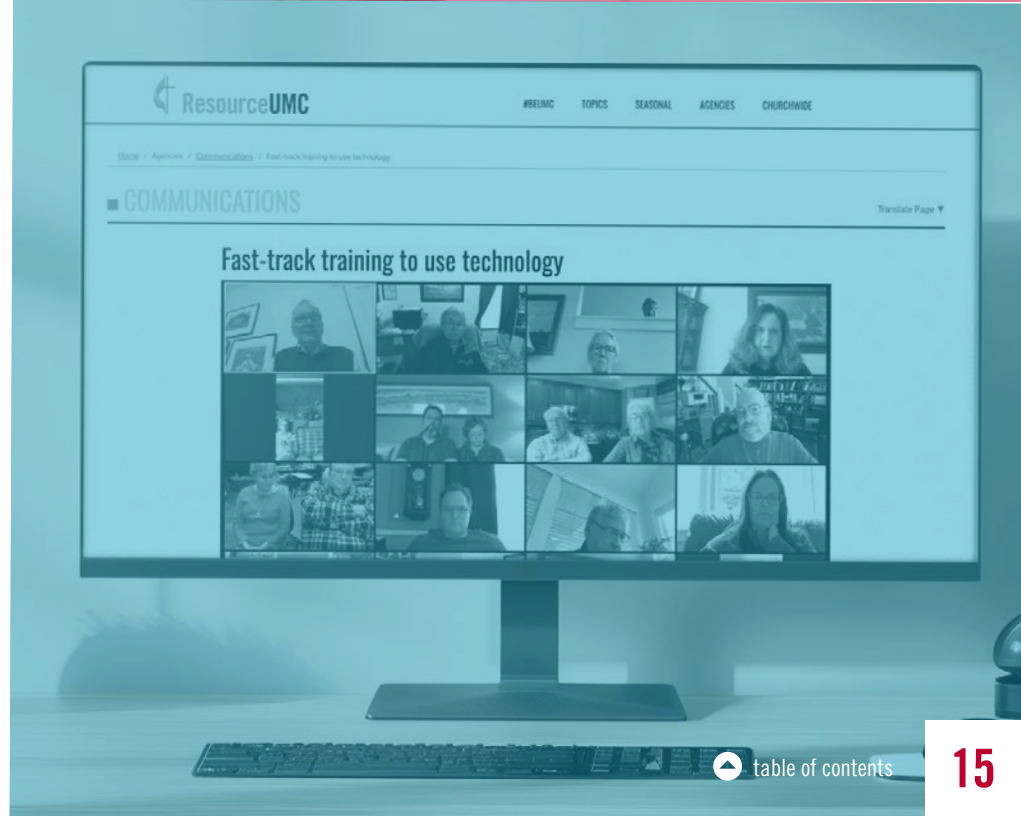 ResourceUMC
#BEUMC TOPICS SEASONAL AGENCIES CHURCHWIDE
Home / Agencies / Communications / Fast-track training to use technology
COMMUNICATIONS
Translate Page ▼
Fast-track training to use technology
table of contents
15